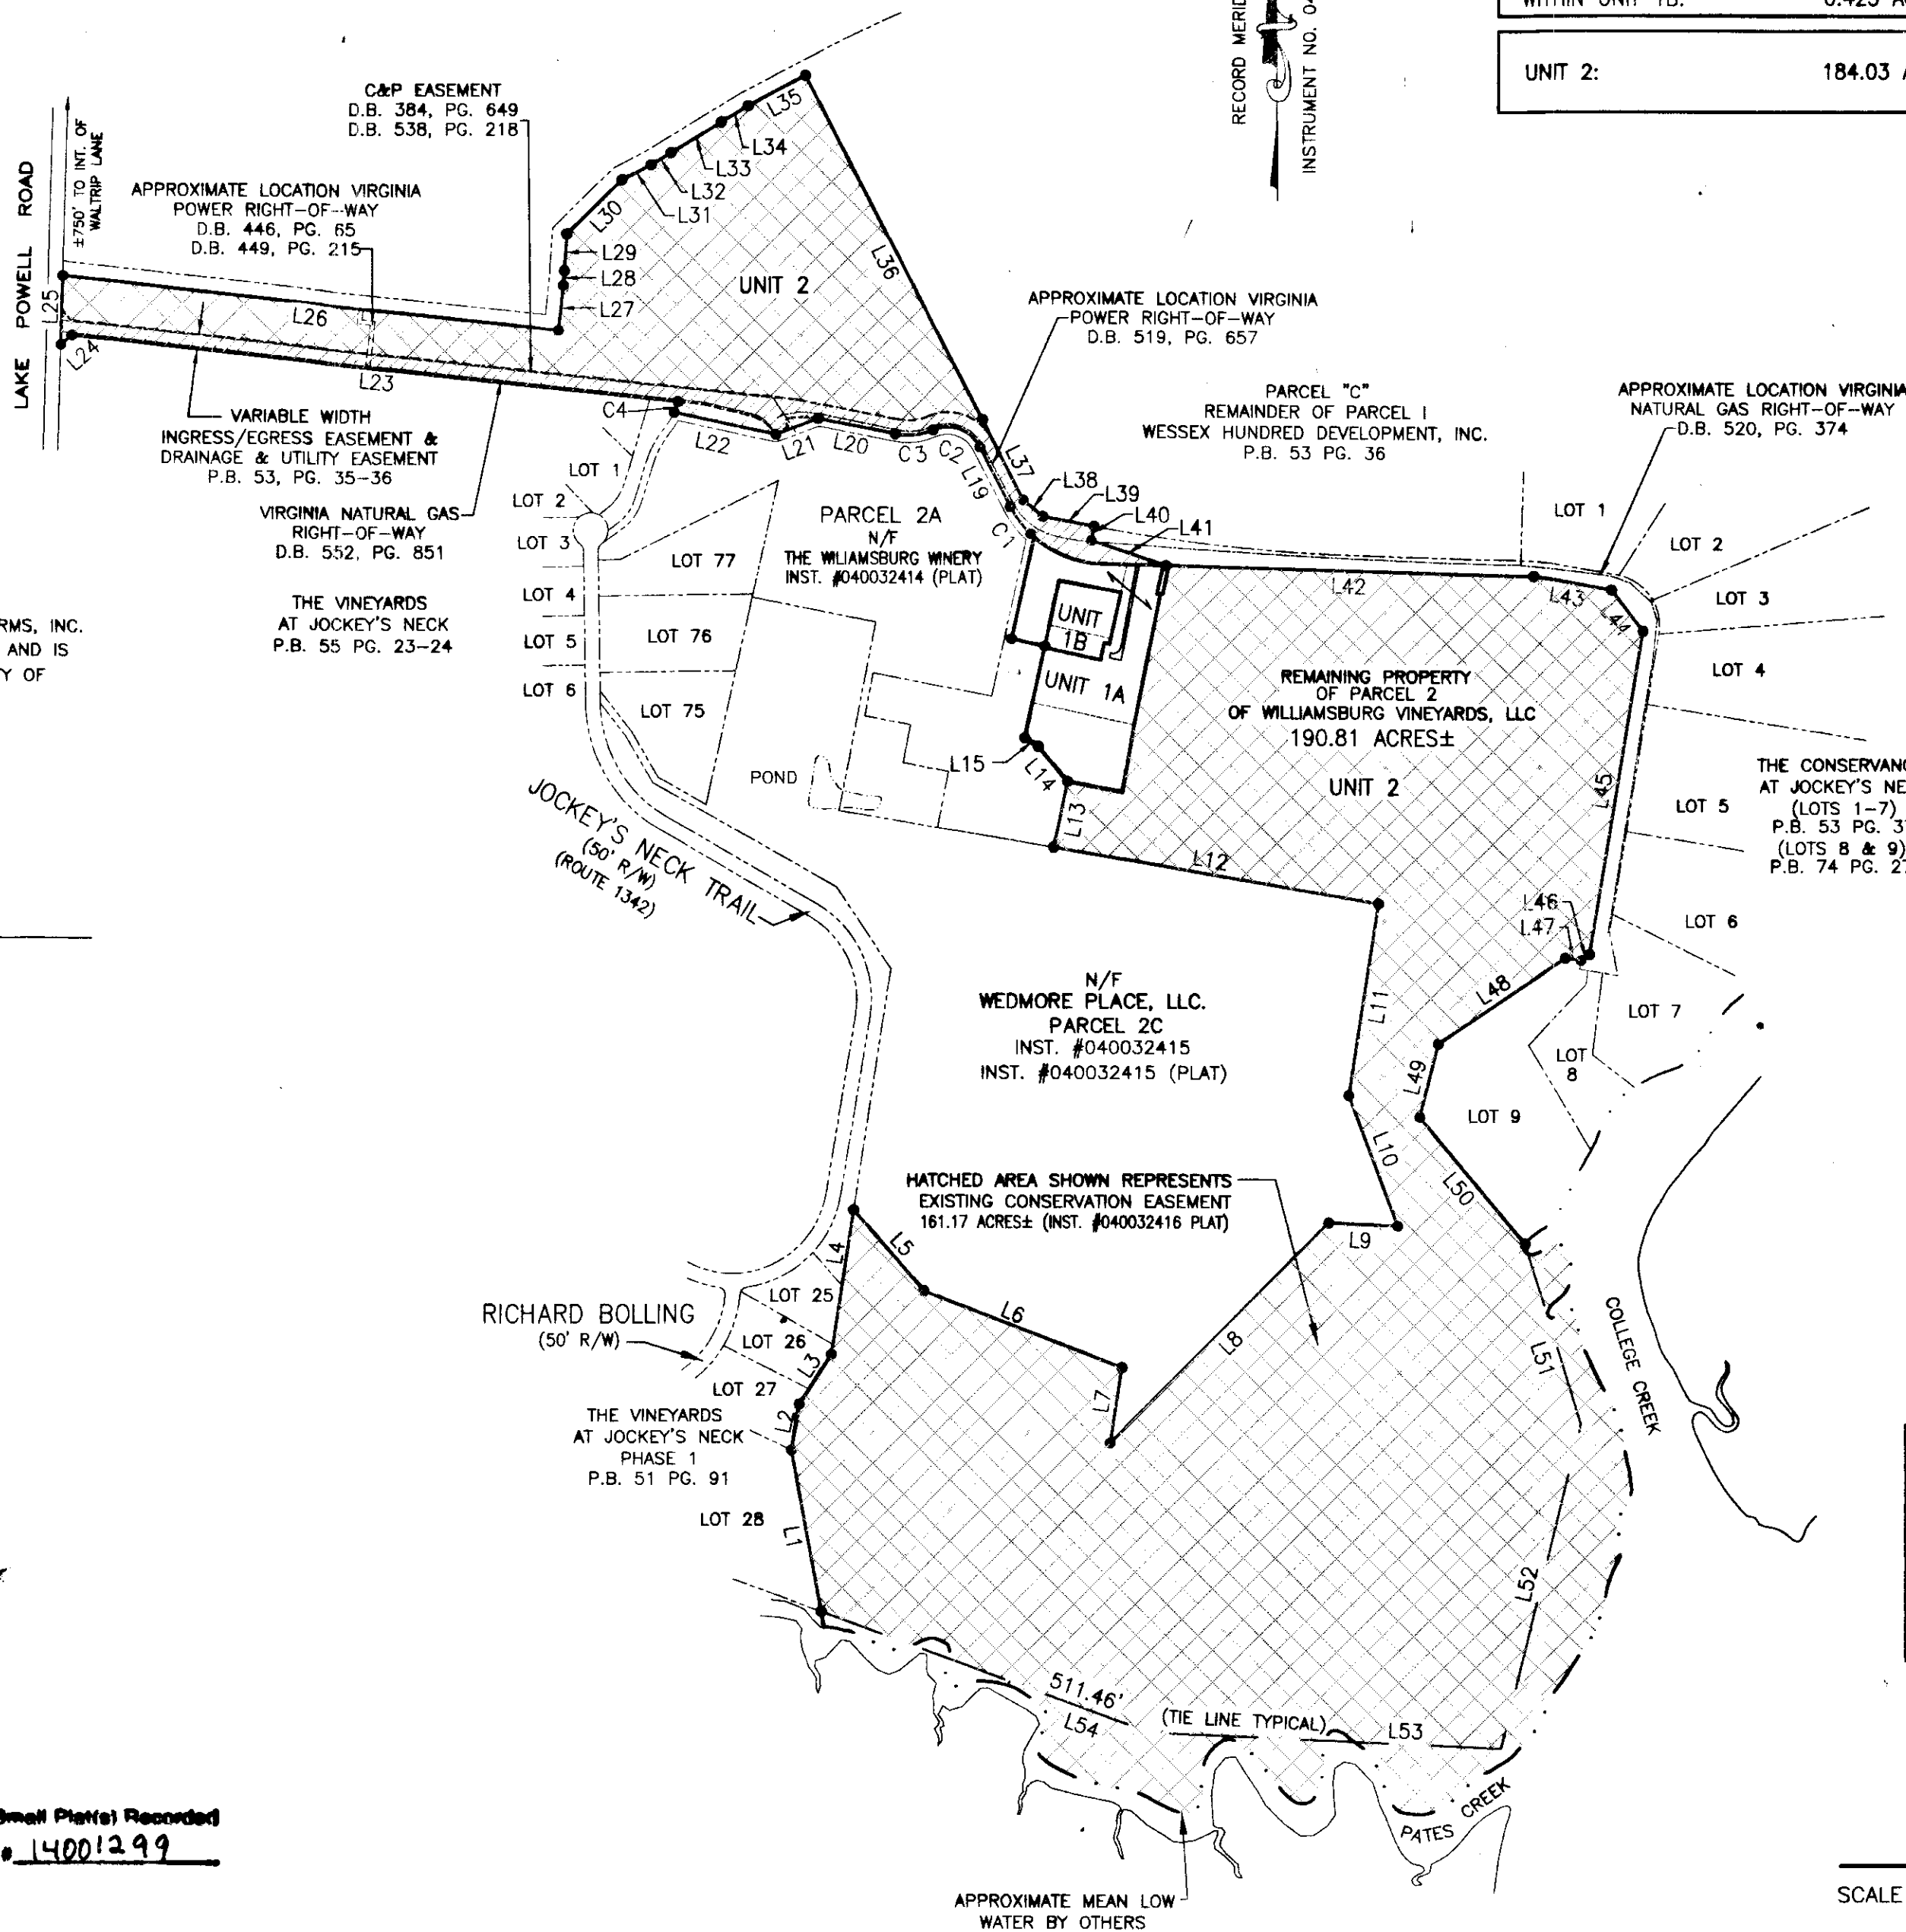 RECORD MERID
INSTRUMENT NO. 04
WITHIN UNIT 1B: 0.425 A
UNIT 2: 184.03 A
C&P EASEMENT
D.B. 384, PG. 649
D.B. 538, PG. 218
LAKE POWELL ROAD
±750' TO INT. OF
WALTRIP LANE
APPROXIMATE LOCATION VIRGINIA
POWER RIGHT-OF-WAY
D.B. 446, PG. 65
D.B. 449, PG. 215
L35
L34
L33
L32
L31
L30
L29
L28
L27
UNIT 2
L36
L25
L26
L24
L23
APPROXIMATE LOCATION VIRGINIA
POWER RIGHT-OF-WAY
D.B. 519, PG. 657
PARCEL "C"
REMAINDER OF PARCEL I
WESSEX HUNDRED DEVELOPMENT, INC.
P.B. 53 PG. 36
APPROXIMATE LOCATION VIRGINIA
NATURAL GAS RIGHT-OF-WAY
D.B. 520, PG. 374
VARIABLE WIDTH
INGRESS/EGRESS EASEMENT &
DRAINAGE & UTILITY EASEMENT
P.B. 53, PG. 35-36
C4
L22
L21
L20
C3
C2
L19
L37
L38
L39
L40
L41
C1
VIRGINIA NATURAL GAS
RIGHT-OF-WAY
D.B. 552, PG. 851
LOT 1
LOT 2
LOT 3
LOT 4
LOT 5
LOT 6
LOT 77
LOT 76
LOT 75
PARCEL 2A
N/F
THE WILIAMSBURG WINERY
INST. #040032414 (PLAT)
THE VINEYARDS
AT JOCKEY'S NECK
P.B. 55 PG. 23-24
RMS, INC.
AND IS
Y OF
LOT 1
LOT 2
LOT 3
LOT 4
LOT 5
LOT 6
LOT 7
LOT
8
LOT 9
L42
L43
L44
UNIT
1B
UNIT 1A
REMAINING PROPERTY
OF PARCEL 2
OF WILLIAMSBURG VINEYARDS, LLC
190.81 ACRES±
UNIT 2
L45
THE CONSERVANC
AT JOCKEY'S NE
(LOTS 1-7)
P.B. 53 PG. 3
(LOTS 8 & 9)
P.B. 74 PG. 2
POND
L15
L14
L13
L12
JOCKEY'S NECK TRAIL
(50' R/W)
(ROUTE 1342)
L46
L47
L48
L11
L49
L10
L50
N/F
WEDMORE PLACE, LLC.
PARCEL 2C
INST. #040032415
INST. #040032415 (PLAT)
HATCHED AREA SHOWN REPRESENTS
EXISTING CONSERVATION EASEMENT
161.17 ACRES± (INST. #040032416 PLAT)
L9
L4
L5
L6
L8
L7
L51
COLLEGE CREEK
RICHARD BOLLING
(50' R/W)
LOT 25
LOT 26
LOT 27
L3
L2
THE VINEYARDS
AT JOCKEY'S NECK
PHASE 1
P.B. 51 PG. 91
LOT 28
L1
L52
511.46'
L54
(TIE LINE TYPICAL)
L53
PATES CREEK
Small Plat(s) Recorded
# 14001299
APPROXIMATE MEAN LOW
WATER BY OTHERS
SCALE